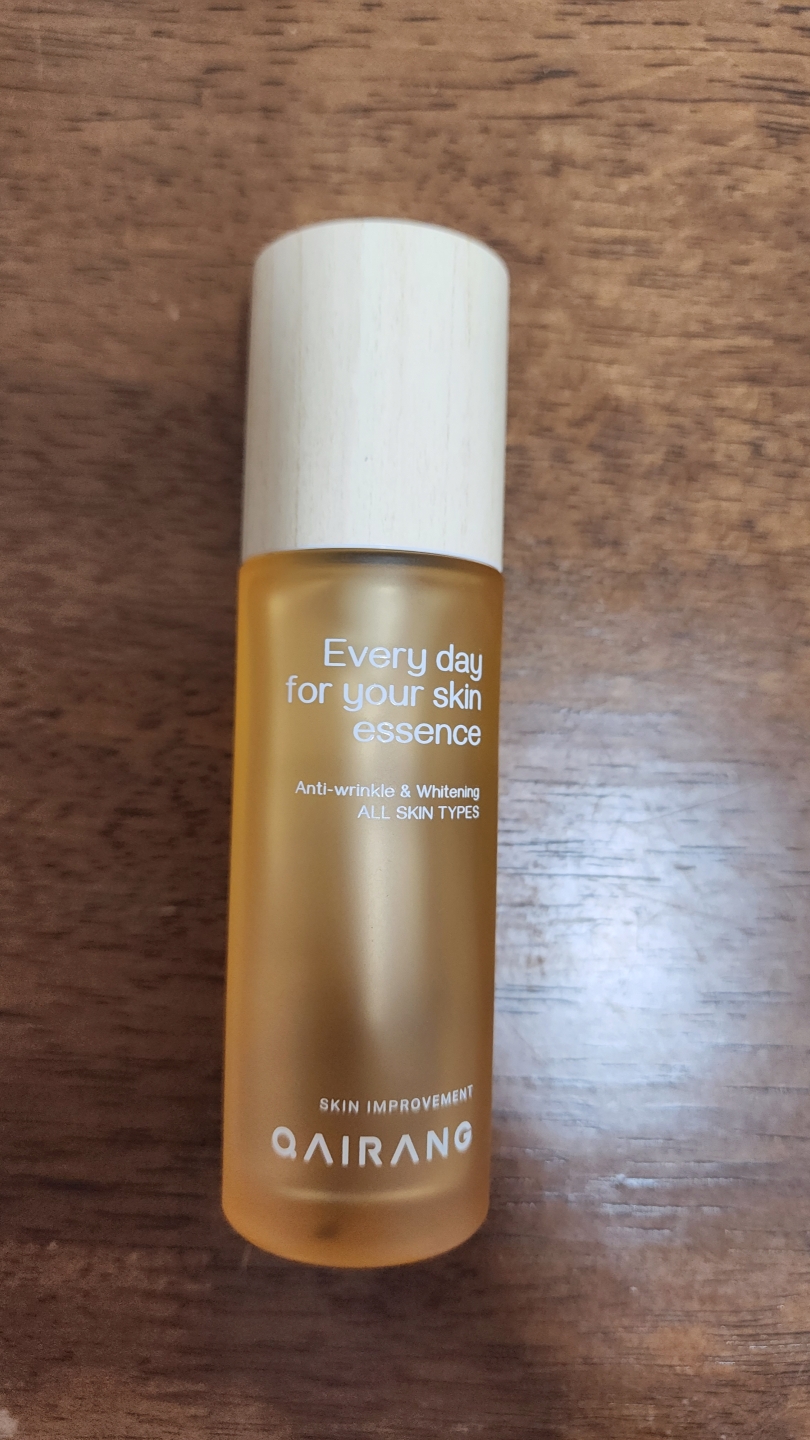 Every day
for your skin
essence
Anti-wrinkle & Whitening
ALL SKIN TYPES
SKIN IMPROVEMENT
QAIRANG